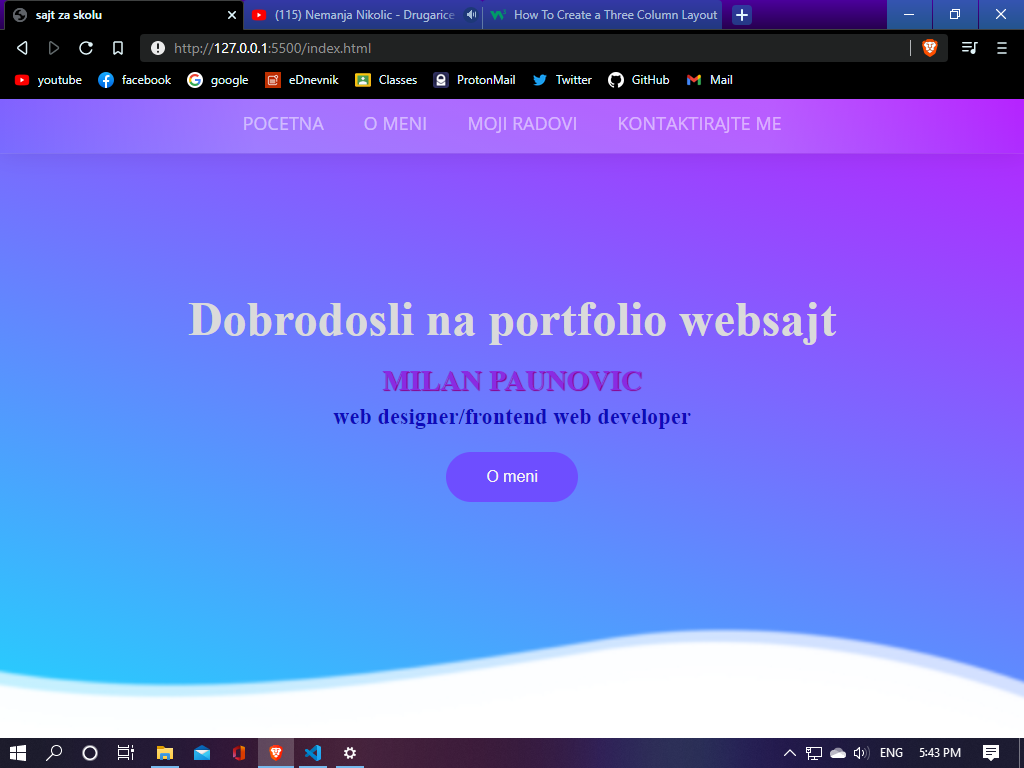 sajt za skolu
(115) Nemanja Nikolic - Drugarice
How To Create a Three Column Layout
http://127.0.0.1:5500/index.html
youtube facebook google eDnevnik Classes ProtonMail Twitter GitHub Mail
POCETNA O MENI MOJI RADOVI KONTAKTIRAJTE ME
Dobrodosli na portfolio websajt
MILAN PAUNOVIC
web designer/frontend web developer
O meni
ENG 5:43 PM